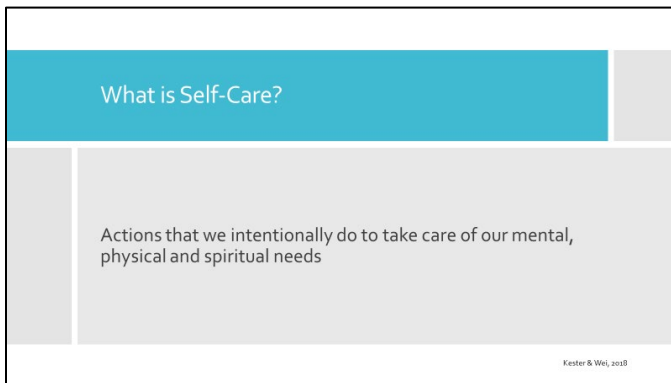 What is Self-Care?
Actions that we intentionally do to take care of our mental,
physical and spiritual needs
Kester & Wei, 2018